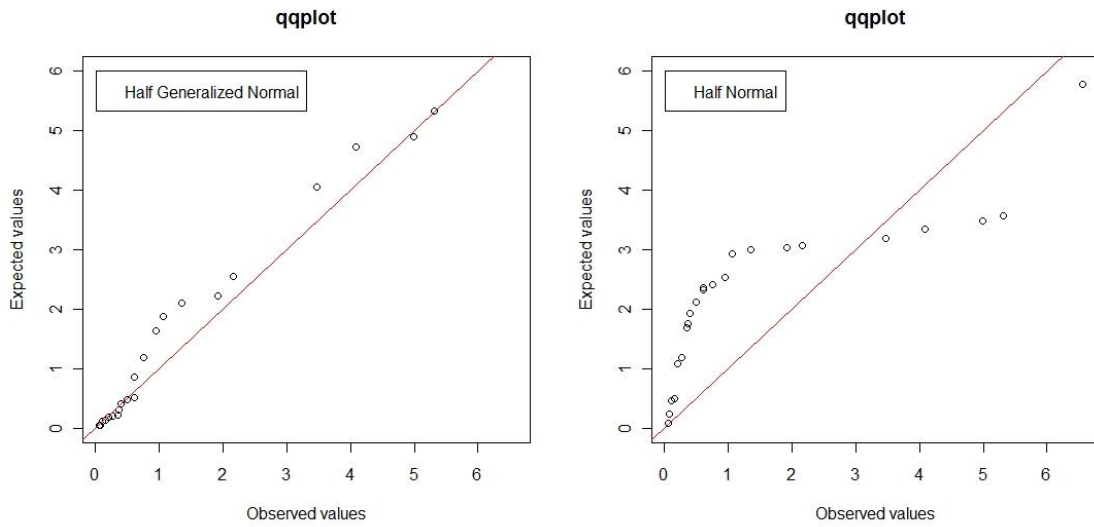 qqplot
Half Generalized Normal
Expected values
6
5
4
3
2
1
0
0 1 2 3 4 5 6
Observed values
qqplot
Half Normal
Expected values
6
5
4
3
2
1
0
0 1 2 3 4 5 6
Observed values